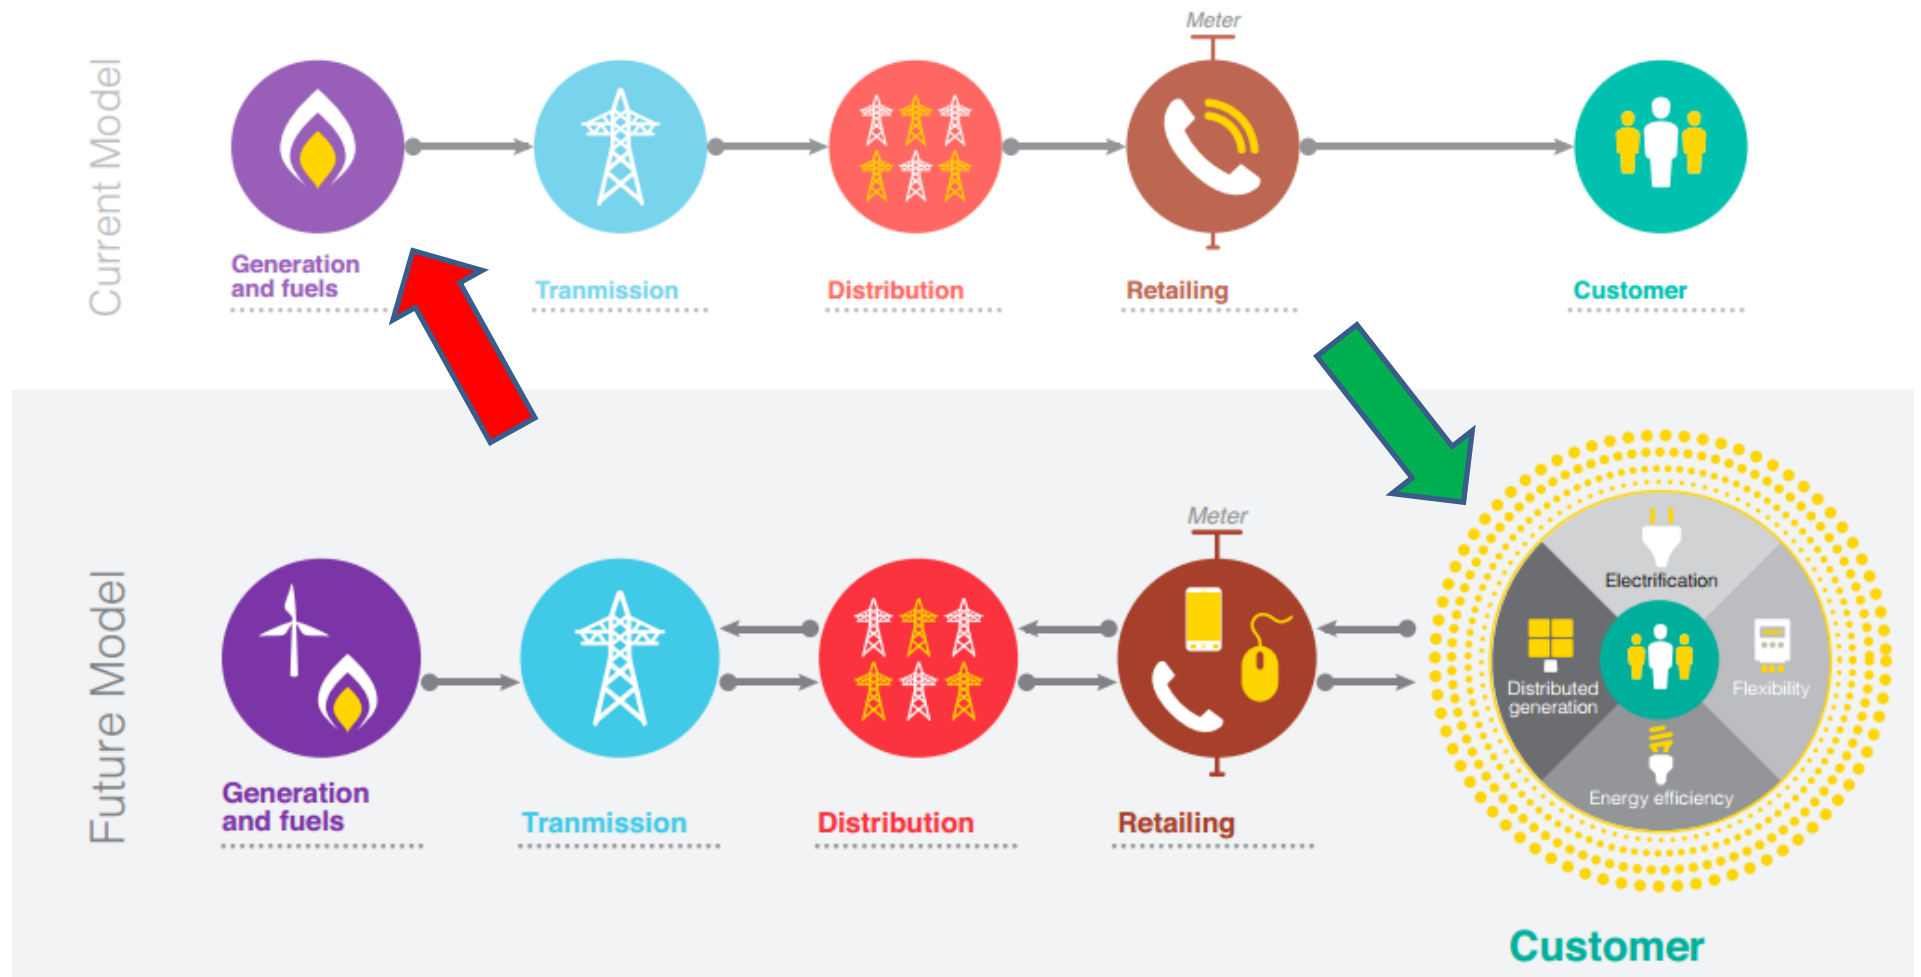 Current Model
Meter
Generation
and fuels
Tranmission
Distribution
Retailing
Customer
Future Model
Meter
Generation
and fuels
Tranmission
Distribution
Retailing
Electrification
Distributed
generation
Flexibility
Energy efficiency
Customer